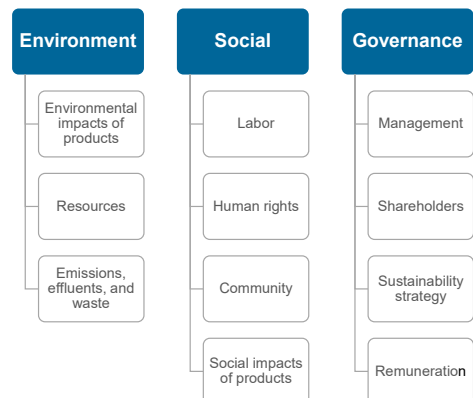 Environment
Environmental
impacts of
products
Resources
Emissions,
effluents, and
waste
Social
Labor
Human rights
Community
Social impacts
of products
Governance
Management
Shareholders
Sustainability
strategy
Remuneration